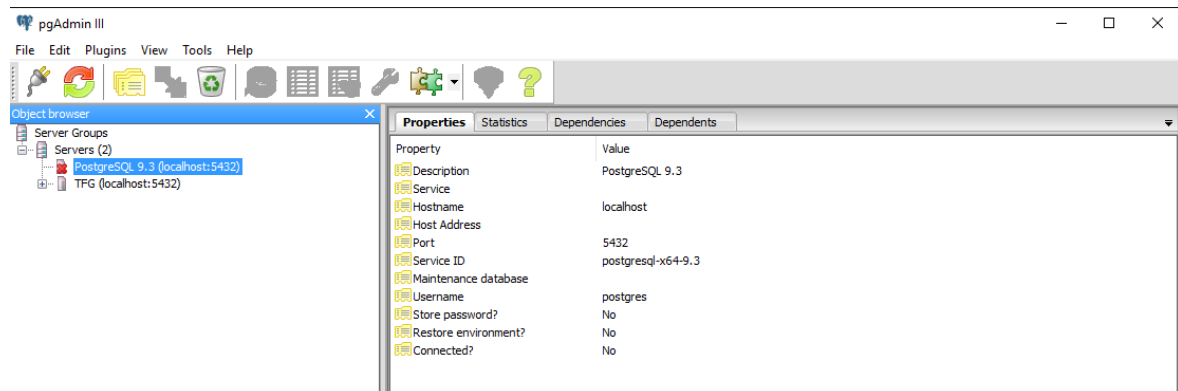 pgAdmin III
File Edit Plugins View Tools Help
Object browser
Server Groups
Servers (2)
PostgreSQL 9.3 (localhost:5432)
TFG (localhost:5432)
Properties Statistics Dependencies Dependents
Property Value
Description PostgreSQL 9.3
Service
Hostname localhost
Host Address
Port 5432
Service ID postgresql-x64-9.3
Maintenance database
Username postgres
Store password? No
Restore environment? No
Connected? No